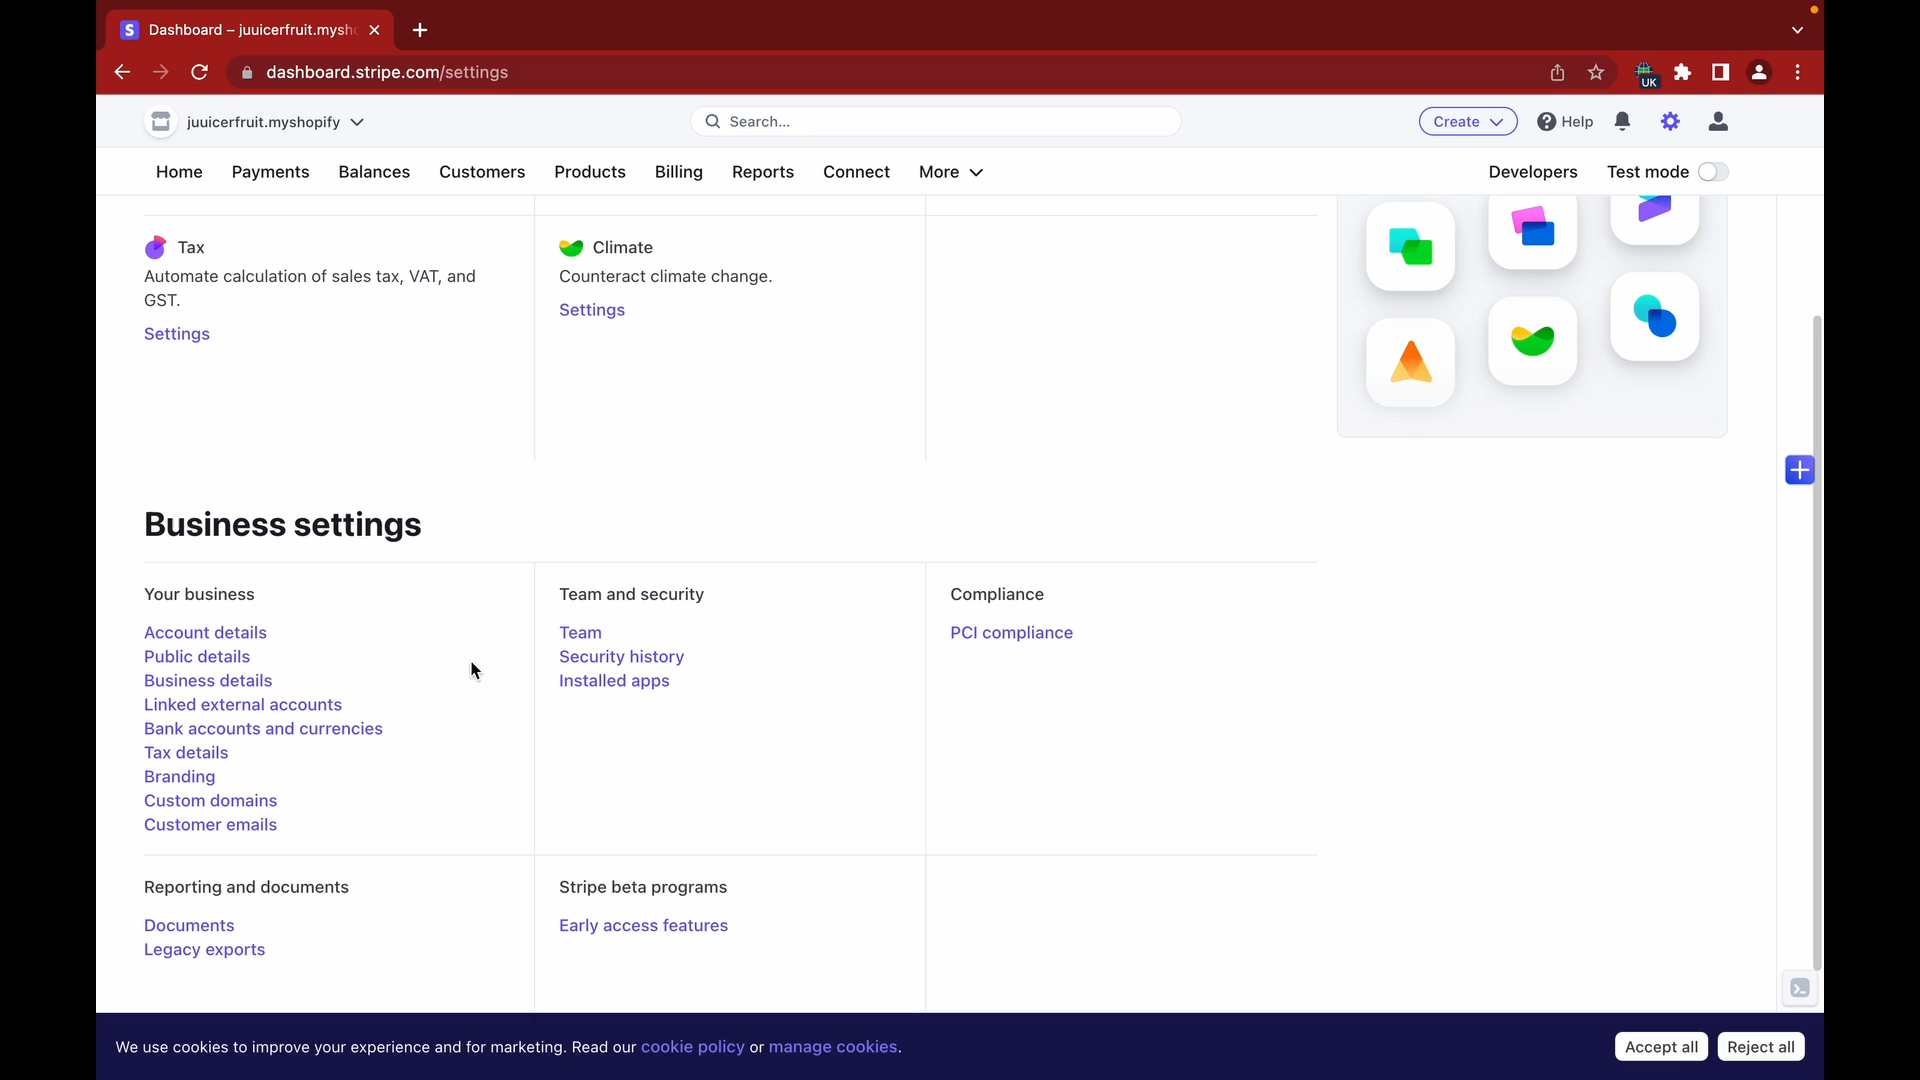 S Dashboard – juuicerfruit.mysh
dashboard.stripe.com/settings
UK
juuicerfruit.myshopify
Search...
Create
Help
Home
Payments
Balances
Customers
Products
Billing
Reports
Connect
More
Developers
Test mode
Tax
Automate calculation of sales tax, VAT, and
GST.
Settings
Climate
Counteract climate change.
Settings
Business settings
Your business
Account details
Public details
Business details
Linked external accounts
Bank accounts and currencies
Tax details
Branding
Custom domains
Customer emails
Team and security
Team
Security history
Installed apps
Compliance
PCI compliance
Reporting and documents
Documents
Legacy exports
Stripe beta programs
Early access features
We use cookies to improve your experience and for marketing. Read our cookie policy or manage cookies.
Accept all
Reject all